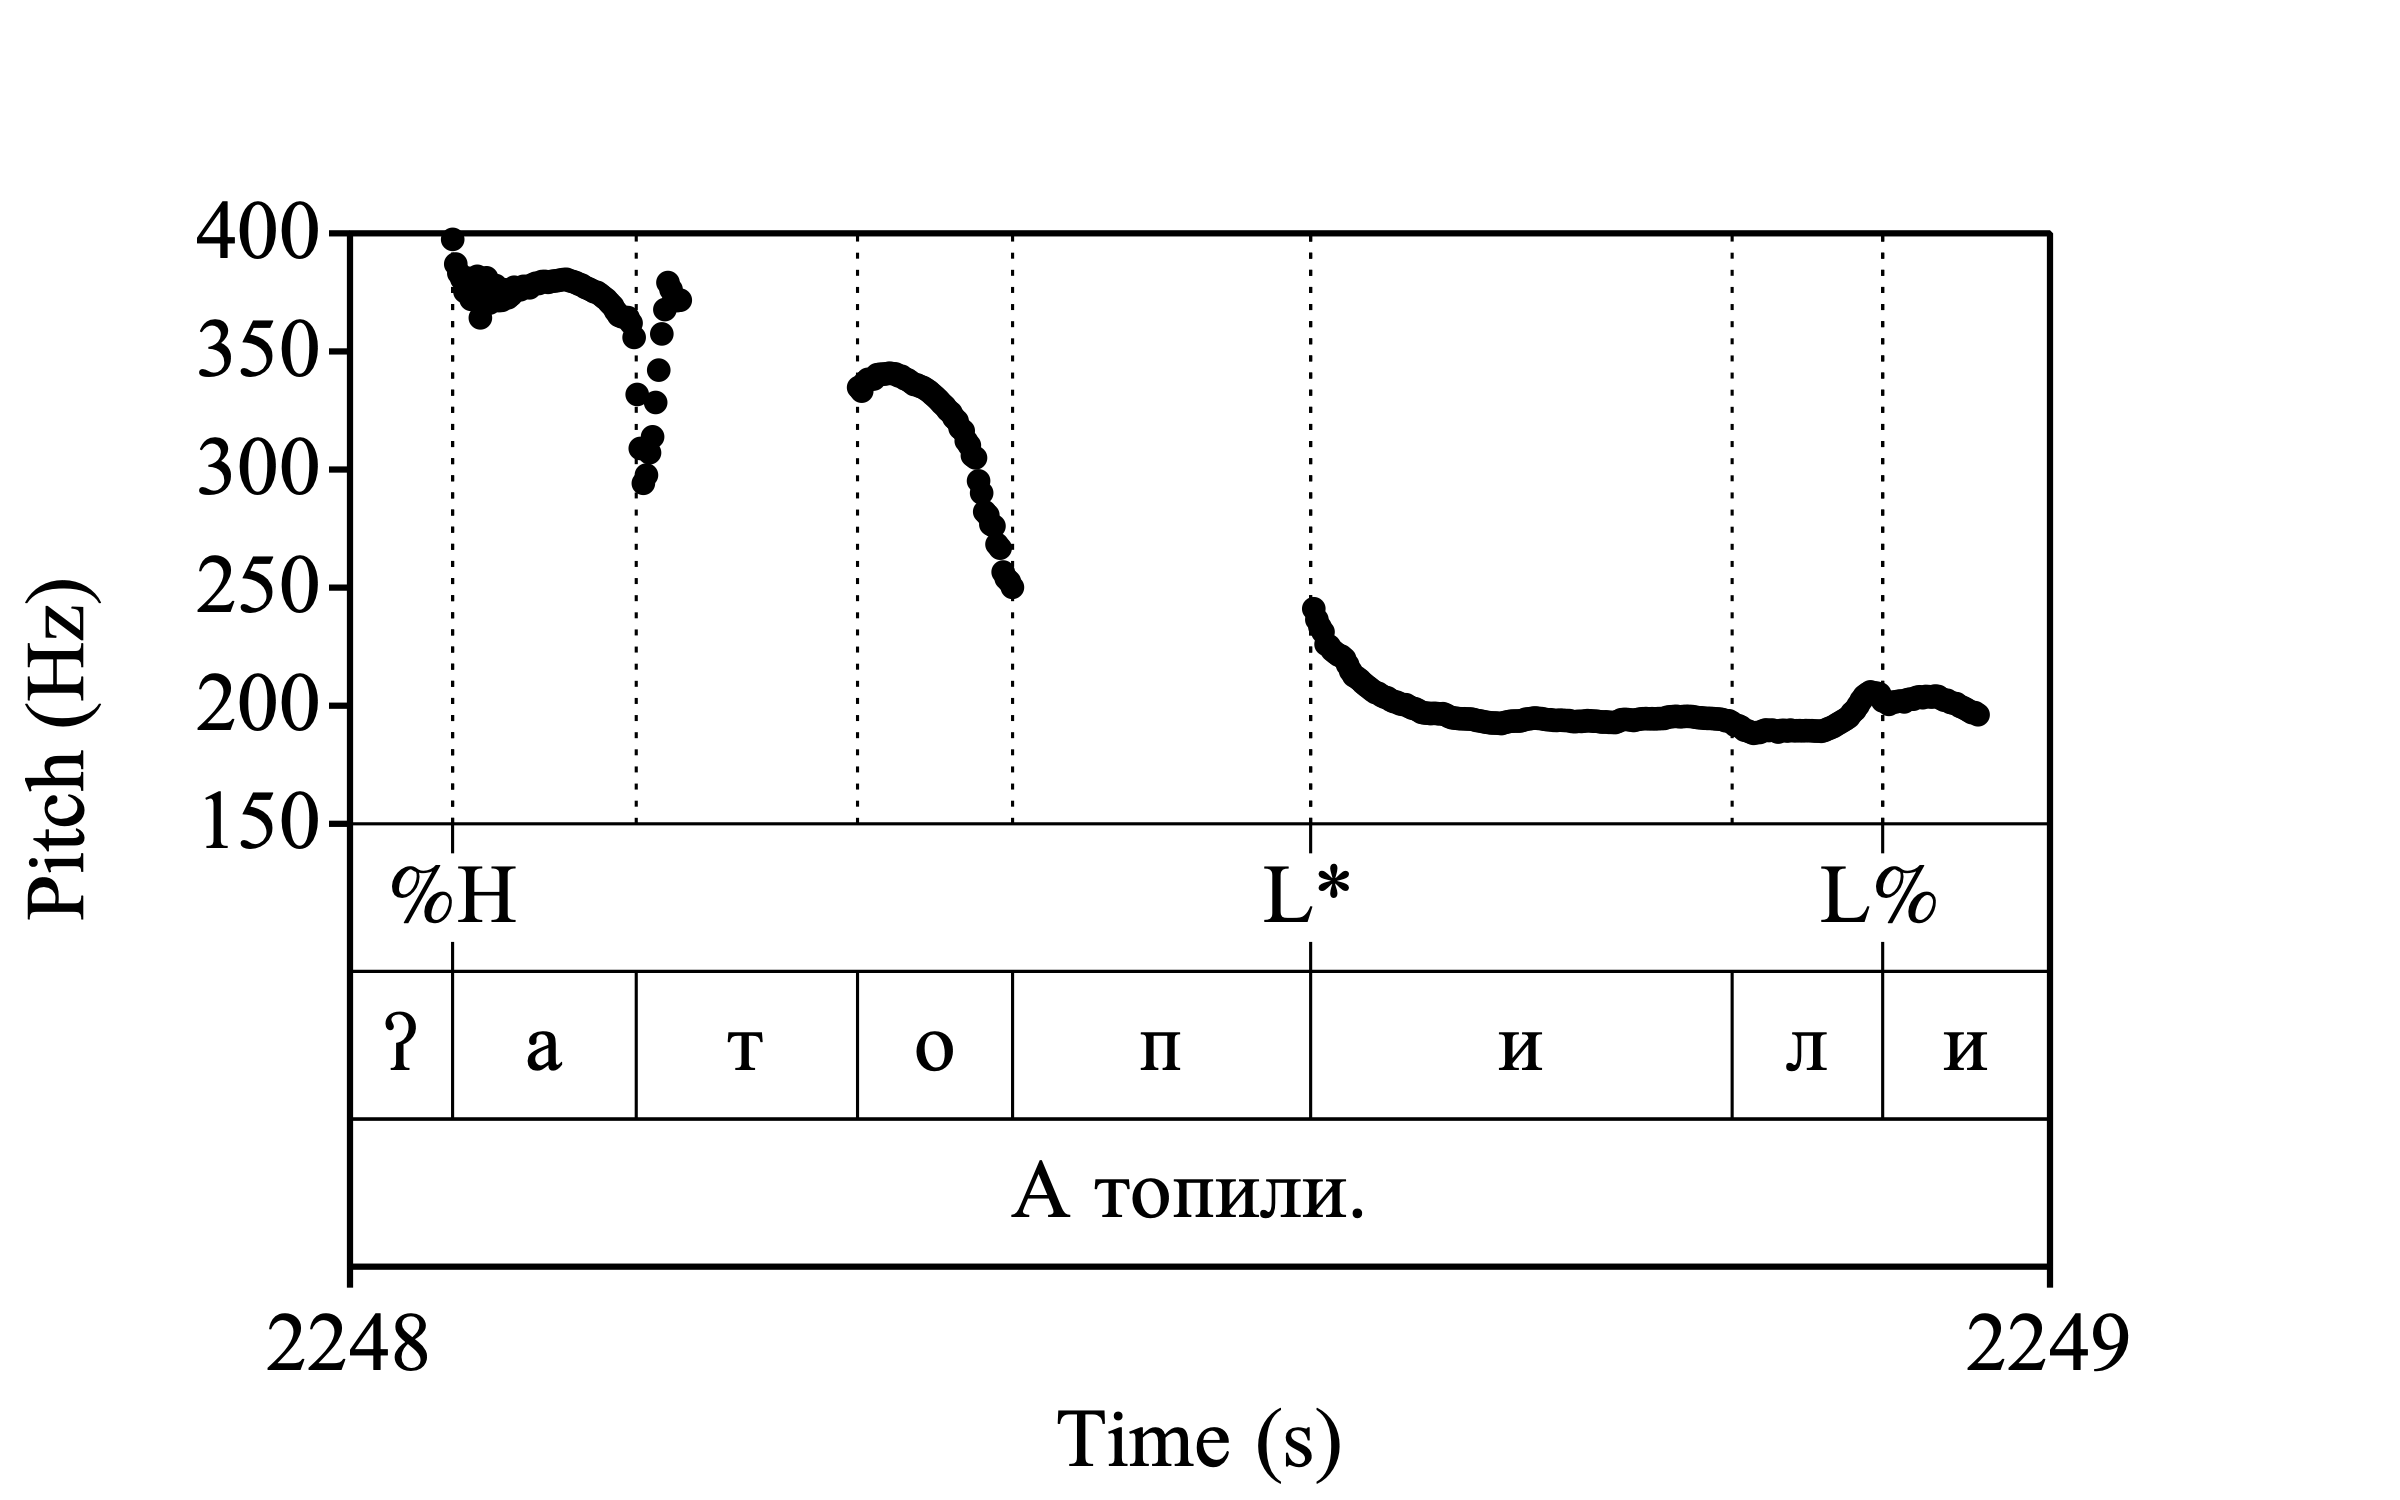 400
350
300
250
200
150
Pitch (Hz)
%H L* L%
ʔ а т о п и л и
А топили.
2248 2249
Time (s)